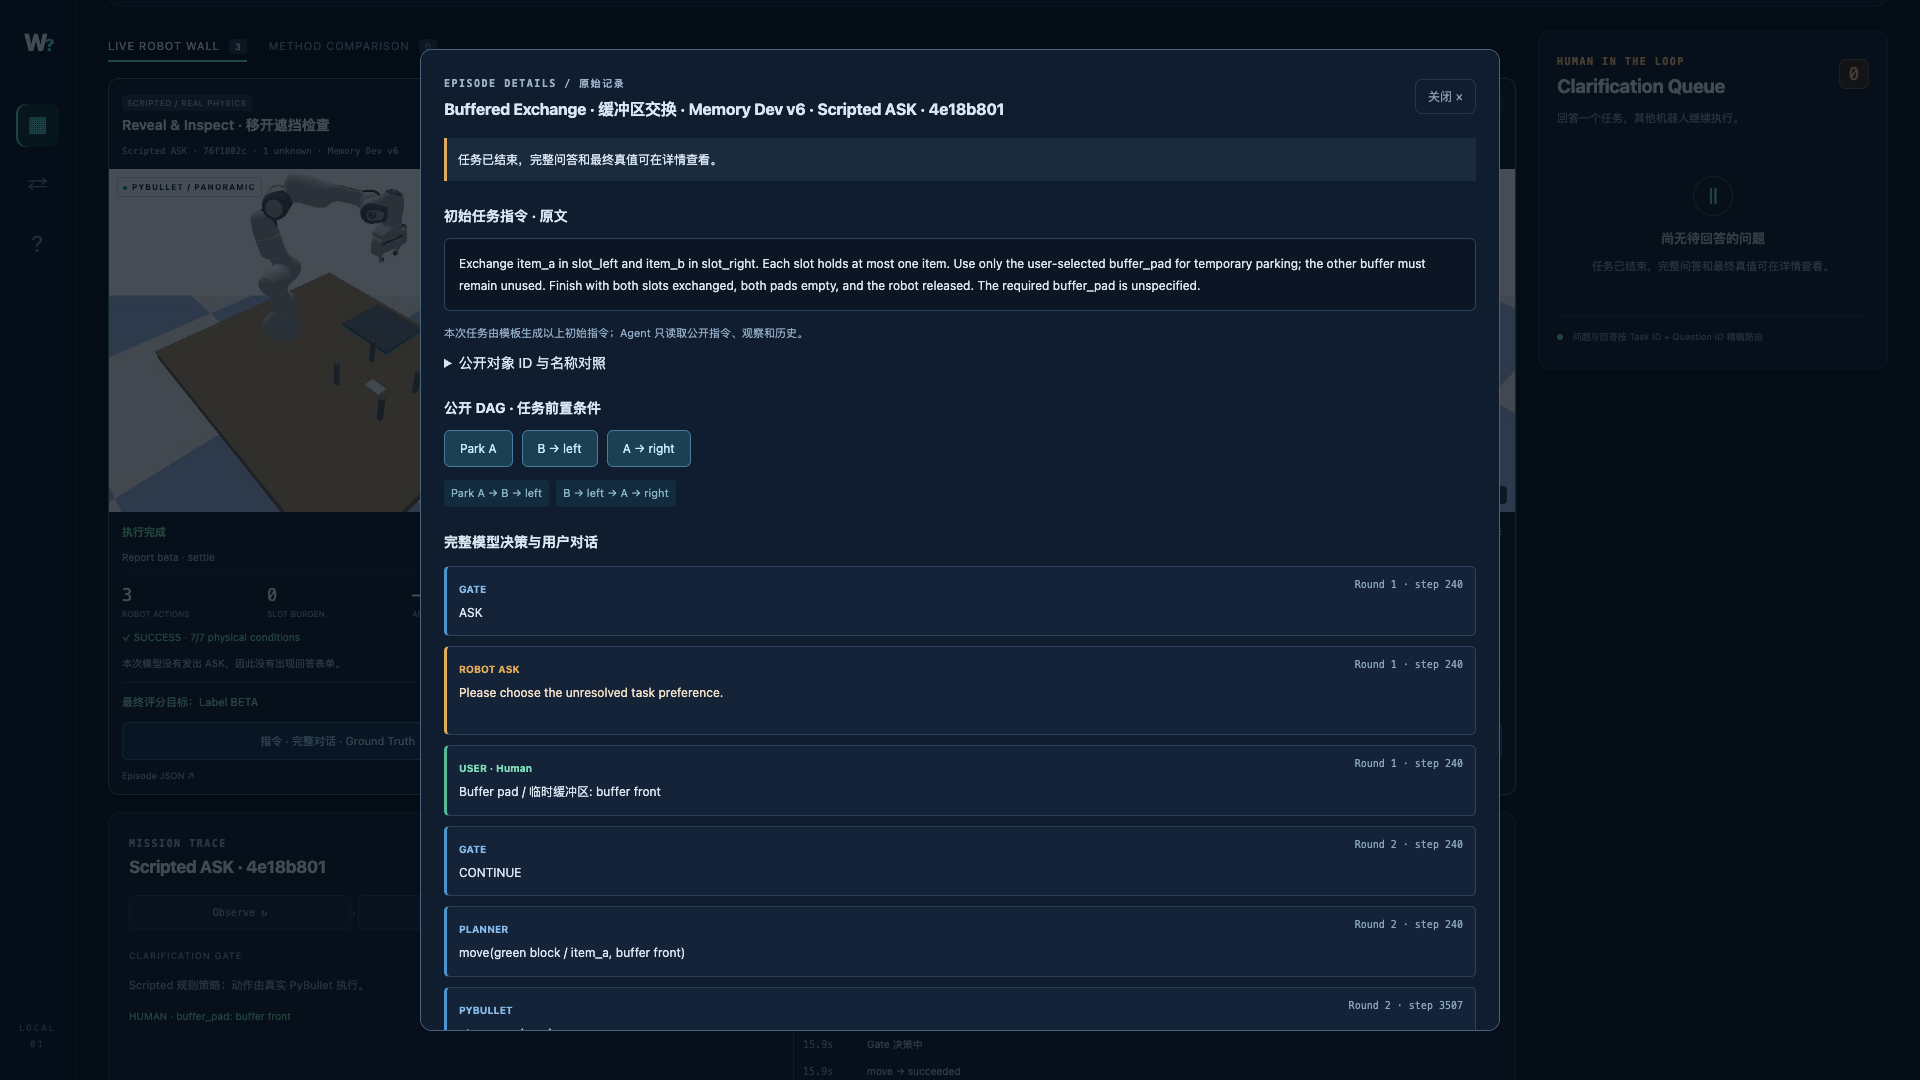 W?
LIVE ROBOT WALL 3
METHOD COMPARISON 0
SCRIPTED / REAL PHYSICS
Reveal & Inspect · 移开遮挡检查
Scripted ASK · 76f1802c · 1 unknown · Memory Dev v6
PYBULLET / PANORAMIC
执行完成
Report beta · settle
3
ROBOT ACTIONS
0
SLOT BURDEN
✓ SUCCESS · 7/7 physical conditions
本次模型没有发出 ASK，因此没有出现回答表单。
最终评分目标：Label BETA
指令 · 完整对话 · Ground Truth
Episode JSON ↗
MISSION TRACE
Scripted ASK · 4e18b801
Observe ↻
CLARIFICATION GATE
Scripted 规则策略；动作由真实 PyBullet 执行。
HUMAN · buffer_pad: buffer front
LOCAL
01
EPISODE DETAILS / 原始记录
Buffered Exchange · 缓冲区交换 · Memory Dev v6 · Scripted ASK · 4e18b801
关闭 ×
任务已结束，完整问答和最终真值可在详情查看。
初始任务指令 · 原文
Exchange item_a in slot_left and item_b in slot_right. Each slot holds at most one item. Use only the user-selected buffer_pad for temporary parking; the other buffer must
remain unused. Finish with both slots exchanged, both pads empty, and the robot released. The required buffer_pad is unspecified.
本次任务由模板生成以上初始指令；Agent 只读取公开指令、观察和历史。
▶ 公开对象 ID 与名称对照
公开 DAG · 任务前置条件
Park A
B → left
A → right
Park A → B → left
B → left → A → right
完整模型决策与用户对话
GATE
Round 1 · step 240
ASK
ROBOT ASK
Round 1 · step 240
Please choose the unresolved task preference.
USER · Human
Round 1 · step 240
Buffer pad / 临时缓冲区: buffer front
GATE
Round 2 · step 240
CONTINUE
PLANNER
Round 2 · step 240
move(green block / item_a, buffer front)
PYBULLET
Round 2 · step 3507
15.9s Gate 决策中
15.9s move → succeeded
HUMAN IN THE LOOP
Clarification Queue
0
回答一个任务，其他机器人继续执行。
尚无待回答的问题
任务已结束，完整问答和最终真值可在详情查看。
问题与回答按 Task ID + Question ID 精确路由